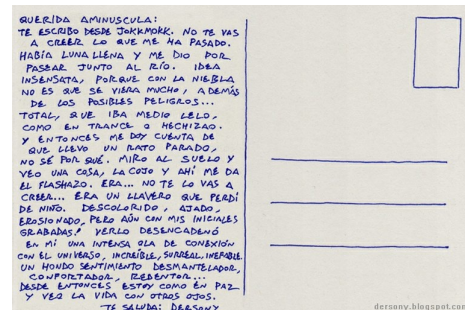 QUERIDA AMINUSCULA:
TE ESCRIBO DESDE JOKKMOKK. NO TE VAS
A CREER LO QUE ME HA PASADO.
HABÍA LUNA LLENA Y ME DIO POR
PASEAR JUNTO AL RÍO. IDEA
INSENSATA, PORQUE CON LA NIEBLA
NO ES QUE SE VIERA MUCHO, ADEMÁS
DE LOS POSIBLES PELIGROS...
TOTAL, QUE IBA MEDIO LELO,
COMO EN TRANCE O HECHIZAO.
Y ENTONCES ME DOY CUENTA DE
QUE LLEVO UN RATO PARADO,
NO SÉ POR QUÉ. MIRO AL SUELO Y
VEO UNA COSA, LA COJO Y AHÍ ME DA
EL FLASHAZO. ERA... NO TE LO VAS A
CREER... ERA UN LLAVERO QUE PERDÍ
DE NIÑO. DESCOLORIDO, AJADO,
EROSIONADO, PERO AÚN CON MIS INICIALES
GRABADAS! VERLO DESENCADENÓ
EN MÍ UNA INTENSA OLA DE CONEXIÓN
CON EL UNIVERSO, INCREÍBLE, SURREAL, INEFABLE.
UN HONDO SENTIMIENTO DESMANTELADOR,
CONFORTADOR, REDENTOR...
DESDE ENTONCES ESTOY COMO EN PAZ
Y VEO LA VIDA CON OTROS OJOS.
TE SALUDA: DERSONY
dersony.blogspot.com